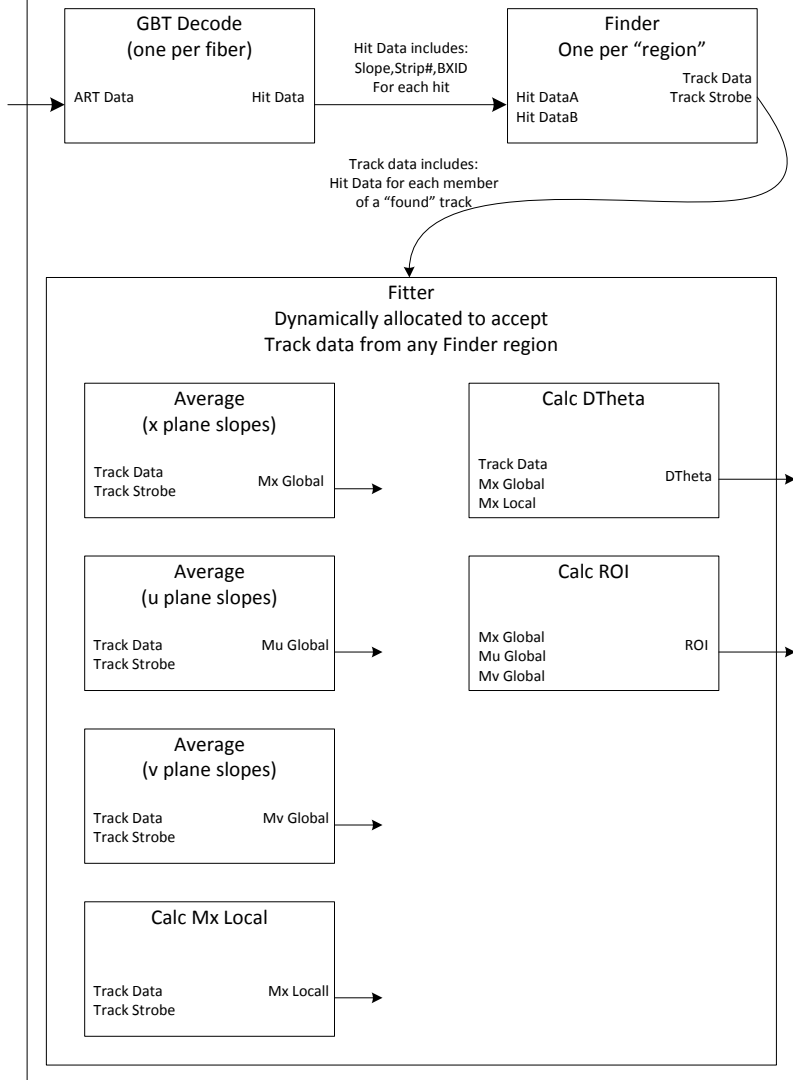 GBT Decode
(one per fiber)
ART Data
Hit Data
Hit Data includes:
Slope,Strip#,BXID
For each hit
Finder
One per “region”
Track Data
Track Strobe
Hit DataA
Hit DataB
Track data includes:
Hit Data for each member
of a “found” track
Fitter
Dynamically allocated to accept
Track data from any Finder region
Average
(x plane slopes)
Track Data
Track Strobe
Mx Global
Calc DTheta
Track Data
Mx Global
Mx Local
DTheta
Average
(u plane slopes)
Track Data
Track Strobe
Mu Global
Calc ROI
Mx Global
Mu Global
Mv Global
ROI
Average
(v plane slopes)
Track Data
Track Strobe
Mv Global
Calc Mx Local
Track Data
Track Strobe
Mx Locall